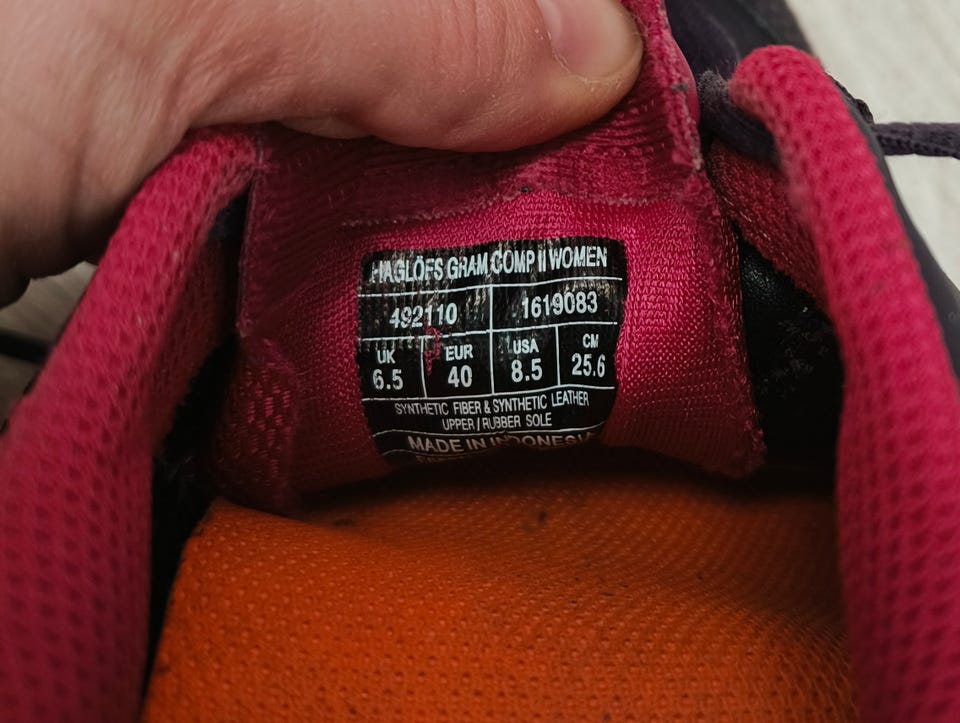 HAGLÖFS GRAM COMP II WOMEN
492110 1619083
UK EUR USA CM
6.5 40 8.5 25.6
SYNTHETIC FIBER & SYNTHETIC LEATHER
UPPER / RUBBER SOLE
MADE IN INDONESIA